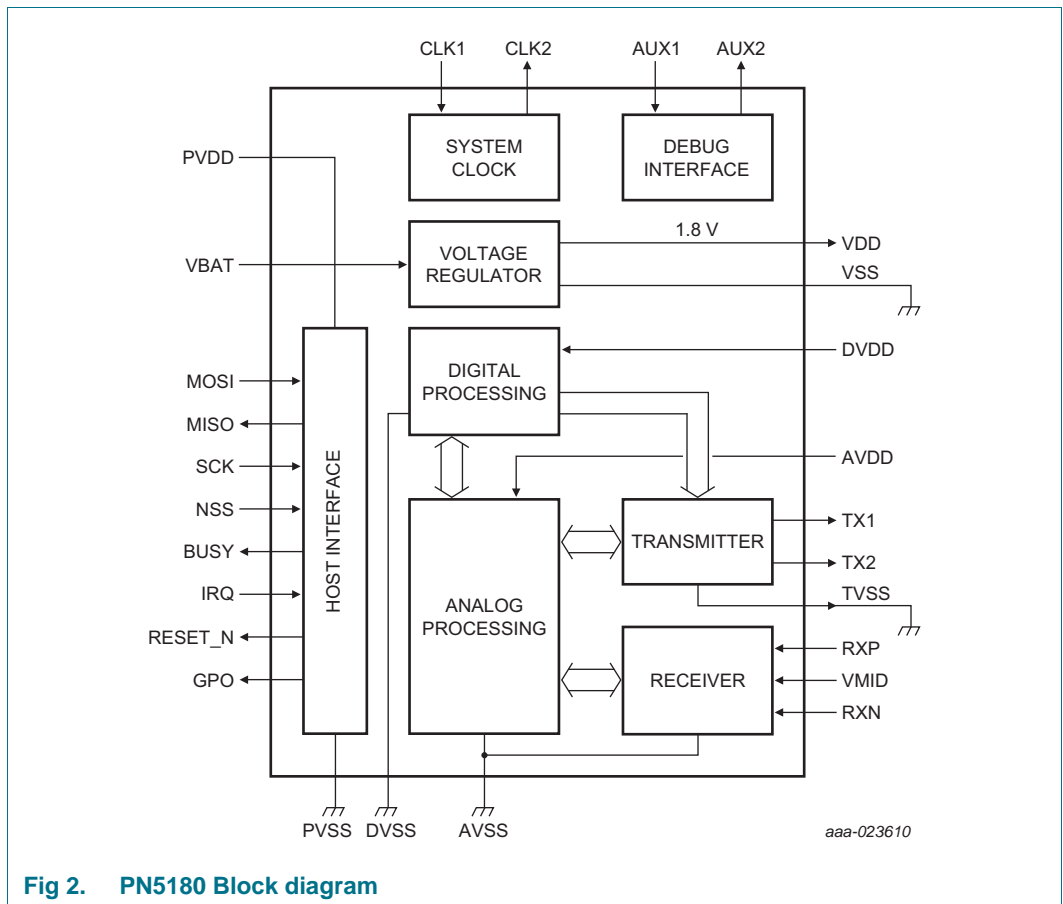 CLK1
CLK2
AUX1
AUX2
SYSTEM
CLOCK
DEBUG
INTERFACE
PVDD
VBAT
VOLTAGE
REGULATOR
1.8 V
VDD
VSS
DIGITAL
PROCESSING
DVDD
MOSI
MISO
SCK
NSS
BUSY
IRQ
RESET_N
GPO
HOST INTERFACE
AVDD
ANALOG
PROCESSING
TRANSMITTER
TX1
TX2
TVSS
RECEIVER
RXP
VMID
RXN
PVSS
DVSS
AVSS
aaa-023610
Fig 2. PN5180 Block diagram